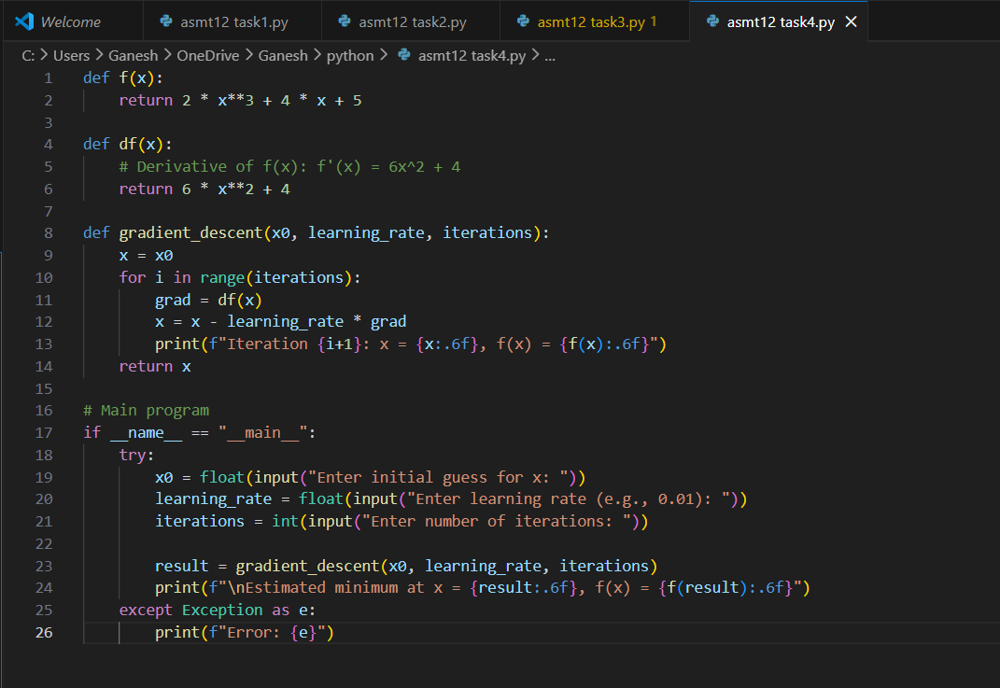 Welcome asmt12 task1.py asmt12 task2.py asmt12 task3.py 1 asmt12 task4.py
C: > Users > Ganesh > OneDrive > Ganesh > python > asmt12 task4.py > ...
1 def f(x):
2     return 2 * x**3 + 4 * x + 5
3
4 def df(x):
5     # Derivative of f(x): f'(x) = 6x^2 + 4
6     return 6 * x**2 + 4
7
8 def gradient_descent(x0, learning_rate, iterations):
9     x = x0
10     for i in range(iterations):
11         grad = df(x)
12         x = x - learning_rate * grad
13         print(f"Iteration {i+1}: x = {x:.6f}, f(x) = {f(x):.6f}")
14     return x
15
16 # Main program
17 if __name__ == "__main__":
18     try:
19         x0 = float(input("Enter initial guess for x: "))
20         learning_rate = float(input("Enter learning rate (e.g., 0.01): "))
21         iterations = int(input("Enter number of iterations: "))
22
23         result = gradient_descent(x0, learning_rate, iterations)
24         print(f"\nEstimated minimum at x = {result:.6f}, f(x) = {f(result):.6f}")
25     except Exception as e:
26         print(f"Error: {e}")